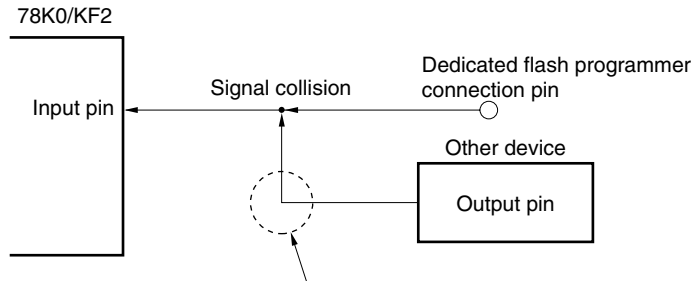 78K0/KF2
Dedicated flash programmer
connection pin
Signal collision
Input pin
Other device
Output pin